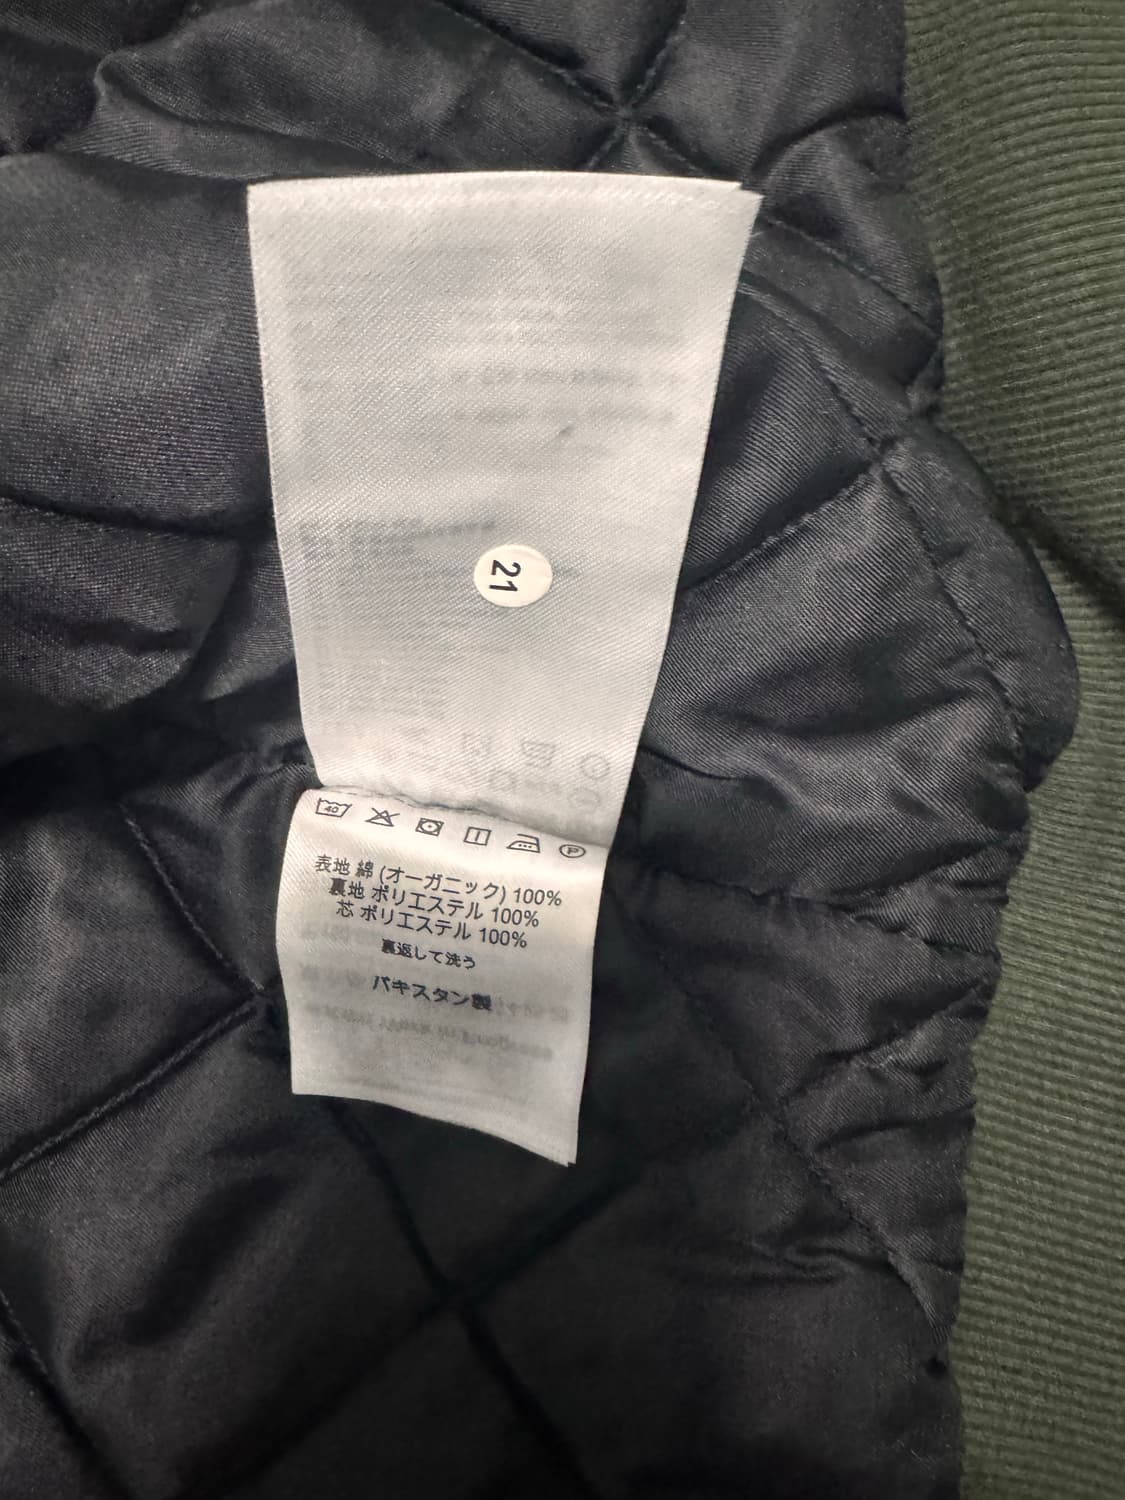 21
40
P
表地 綿 (オーガニック) 100%
裏地 ポリエステル 100%
芯 ポリエステル 100%
裏返して洗う
パキスタン製